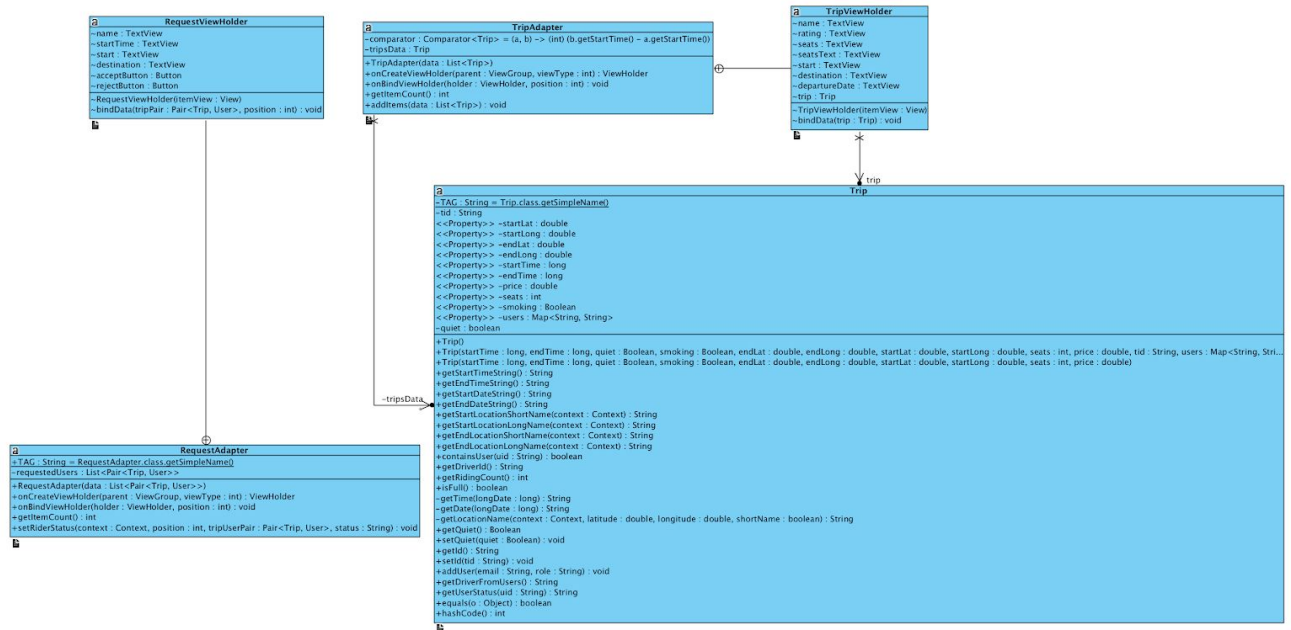 RequestViewHolder
~name : TextView
~startTime : TextView
~start : TextView
~destination : TextView
~acceptButton : Button
~rejectButton : Button
~RequestViewHolder(itemView : View)
~bindData(tripPair : Pair<Trip, User>, position : int) : void
TripAdapter
-comparator : Comparator<Trip> = (a, b) -> (int) (b.getStartTime() - a.getStartTime())
-tripsData : Trip
+TripAdapter(data : List<Trip>)
+onCreateViewHolder(parent : ViewGroup, viewType : int) : ViewHolder
+onBindViewHolder(holder : ViewHolder, position : int) : void
+getItemCount() : int
+addItems(data : List<Trip>) : void
TripViewHolder
~name : TextView
~rating : TextView
~seats : TextView
~seatsText : TextView
~start : TextView
~destination : TextView
~departureDate : TextView
~trip : Trip
~TripViewHolder(itemView : View)
~bindData(trip : Trip) : void
trip
Trip
-TAG : String = Trip.class.getSimpleName()
-tid : String
<<Property>> -startLat : double
<<Property>> -startLong : double
<<Property>> -endLat : double
<<Property>> -endLong : double
<<Property>> -startTime : long
<<Property>> -endTime : long
<<Property>> -price : double
<<Property>> -seats : int
<<Property>> -smoking : Boolean
<<Property>> -users : Map<String, String>
-quiet : boolean
+Trip()
+Trip(startTime : long, endTime : long, quiet : Boolean, smoking : Boolean, endLat : double, endLong : double, startLat : double, startLong : double, seats : int, price : double, tid : String, users : Map<String, Stri...
+Trip(startTime : long, endTime : long, quiet : Boolean, smoking : Boolean, endLat : double, endLong : double, startLat : double, startLong : double, seats : int, price : double)
+getStartTimeString() : String
+getEndTimeString() : String
+getStartDateString() : String
+getEndDateString() : String
+getStartLocationShortName(context : Context) : String
+getStartLocationLongName(context : Context) : String
+getEndLocationShortName(context : Context) : String
+getEndLocationLongName(context : Context) : String
+containsUser(uid : String) : boolean
+getDriverId() : String
+getRidingCount() : int
+isFull() : boolean
-getTime(longDate : long) : String
-getDate(longDate : long) : String
-getLocationName(context : Context, latitude : double, longitude : double, shortName : boolean) : String
+getQuiet() : Boolean
+setQuiet(quiet : Boolean) : void
+getId() : String
+setId(tid : String) : void
+addUser(email : String, role : String) : void
+getDriverFromUsers() : String
+getUserStatus(uid : String) : String
+equals(o : Object) : boolean
+hashCode() : int
-tripsData
RequestAdapter
+TAG : String = RequestAdapter.class.getSimpleName()
-requestedUsers : List<Pair<Trip, User>>
+RequestAdapter(data : List<Pair<Trip, User>>)
+onCreateViewHolder(parent : ViewGroup, viewType : int) : ViewHolder
+onBindViewHolder(holder : ViewHolder, position : int) : void
+getItemCount() : int
+setRiderStatus(context : Context, position : int, tripUserPair : Pair<Trip, User>, status : String) : void